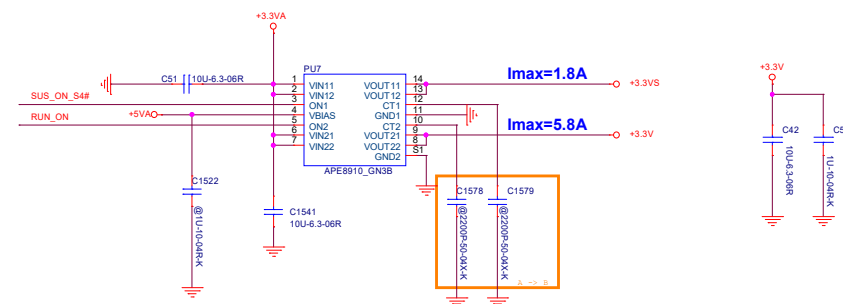 +3.3VA
PU7
C51
10U-6.3-06R
1
VIN11
VOUT11
14
Imax=1.8A
+3.3VS
2
VIN12
VOUT12
13
SUS_ON_S4#
3
ON1
CT1
12
+5VA
4
VBIAS
GND1
11
RUN_ON
5
ON2
CT2
10
Imax=5.8A
6
VIN21
VOUT21
9
+3.3V
7
VIN22
VOUT22
8
GND2
S1
APE8910_GN3B
C1522
@1U-10-04R-K
C1541
10U-6.3-06R
C1578
@2200P-50-04X-K
C1579
@2200P-50-04X-K
A -> B
+3.3V
C42
10U-6.3-06R
1U-10-04R-K